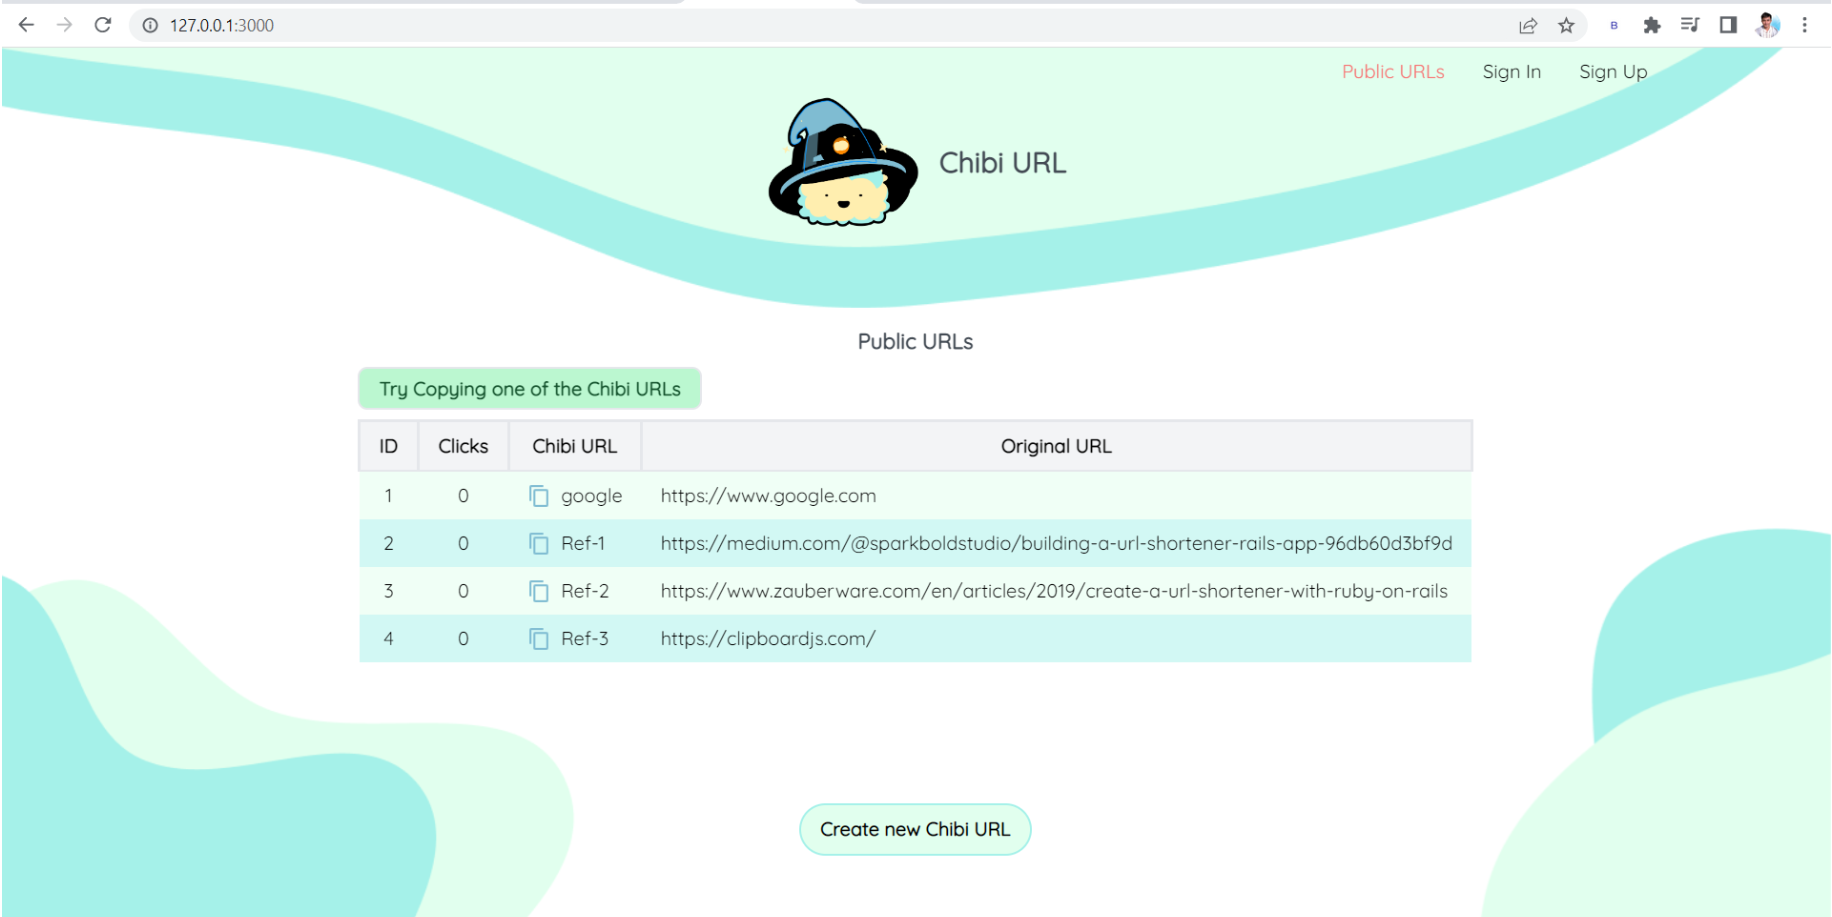 127.0.0.1:3000
B
Public URLs Sign In Sign Up
Chibi URL
Public URLs
Try Copying one of the Chibi URLs
ID Clicks Chibi URL Original URL
1 0 google https://www.google.com
2 0 Ref-1 https://medium.com/@sparkboldstudio/building-a-url-shortener-rails-app-96db60d3bf9d
3 0 Ref-2 https://www.zauberware.com/en/articles/2019/create-a-url-shortener-with-ruby-on-rails
4 0 Ref-3 https://clipboardjs.com/
Create new Chibi URL